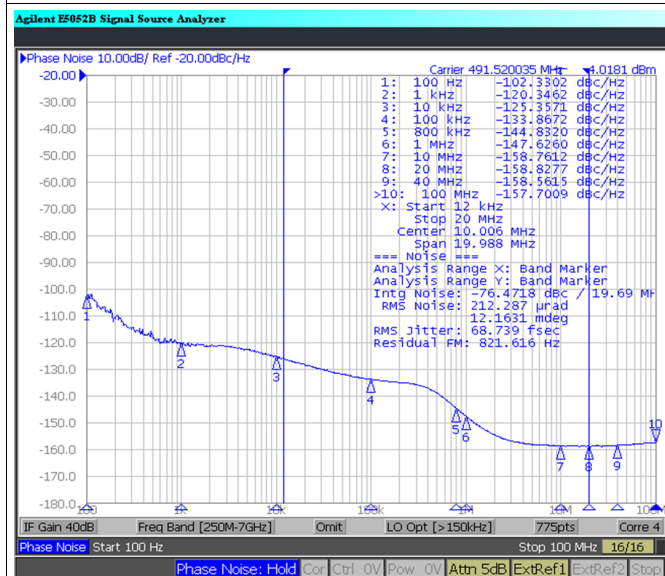 Agilent E5052B Signal Source Analyzer
▶Phase Noise 10.00dB/ Ref -20.00dBc/Hz
Carrier 491.520035 MHz 4.0181 dBm
1: 100 Hz -102.3302 dBc/Hz
2: 1 kHz -120.3462 dBc/Hz
3: 10 kHz -125.3571 dBc/Hz
4: 100 kHz -133.8672 dBc/Hz
5: 800 kHz -144.8320 dBc/Hz
6: 1 MHz -147.6260 dBc/Hz
7: 10 MHz -158.7612 dBc/Hz
8: 20 MHz -158.8277 dBc/Hz
9: 40 MHz -158.5615 dBc/Hz
>10: 100 MHz -157.7009 dBc/Hz
X: Start 12 kHz
Stop 20 MHz
Center 10.006 MHz
Span 19.988 MHz
=== Noise ===
Analysis Range X: Band Marker
Analysis Range Y: Band Marker
Intg Noise: -76.4718 dBc / 19.69 MH
RMS Noise: 212.287 µrad
12.1631 mdeg
RMS Jitter: 68.739 fsec
Residual FM: 821.616 Hz
-20.00
-30.00
-40.00
-50.00
-60.00
-70.00
-80.00
-90.00
-100.0
-110.0
-120.0
-130.0
-140.0
-150.0
-160.0
-170.0
-180.0
1
2
3
4
5
6
7
8
9
10
100 1k 10k 100k 1M 10M 100M
IF Gain 40dB Freq Band [250M-7GHz] Omit LO Opt [>150kHz] 775pts Corre 4
Phase Noise Start 100 Hz Stop 100 MHz 16/16
Phase Noise: Hold Cor Ctrl 0V Pow 0V Attn 5dB ExtRef1 ExtRef2 Stop